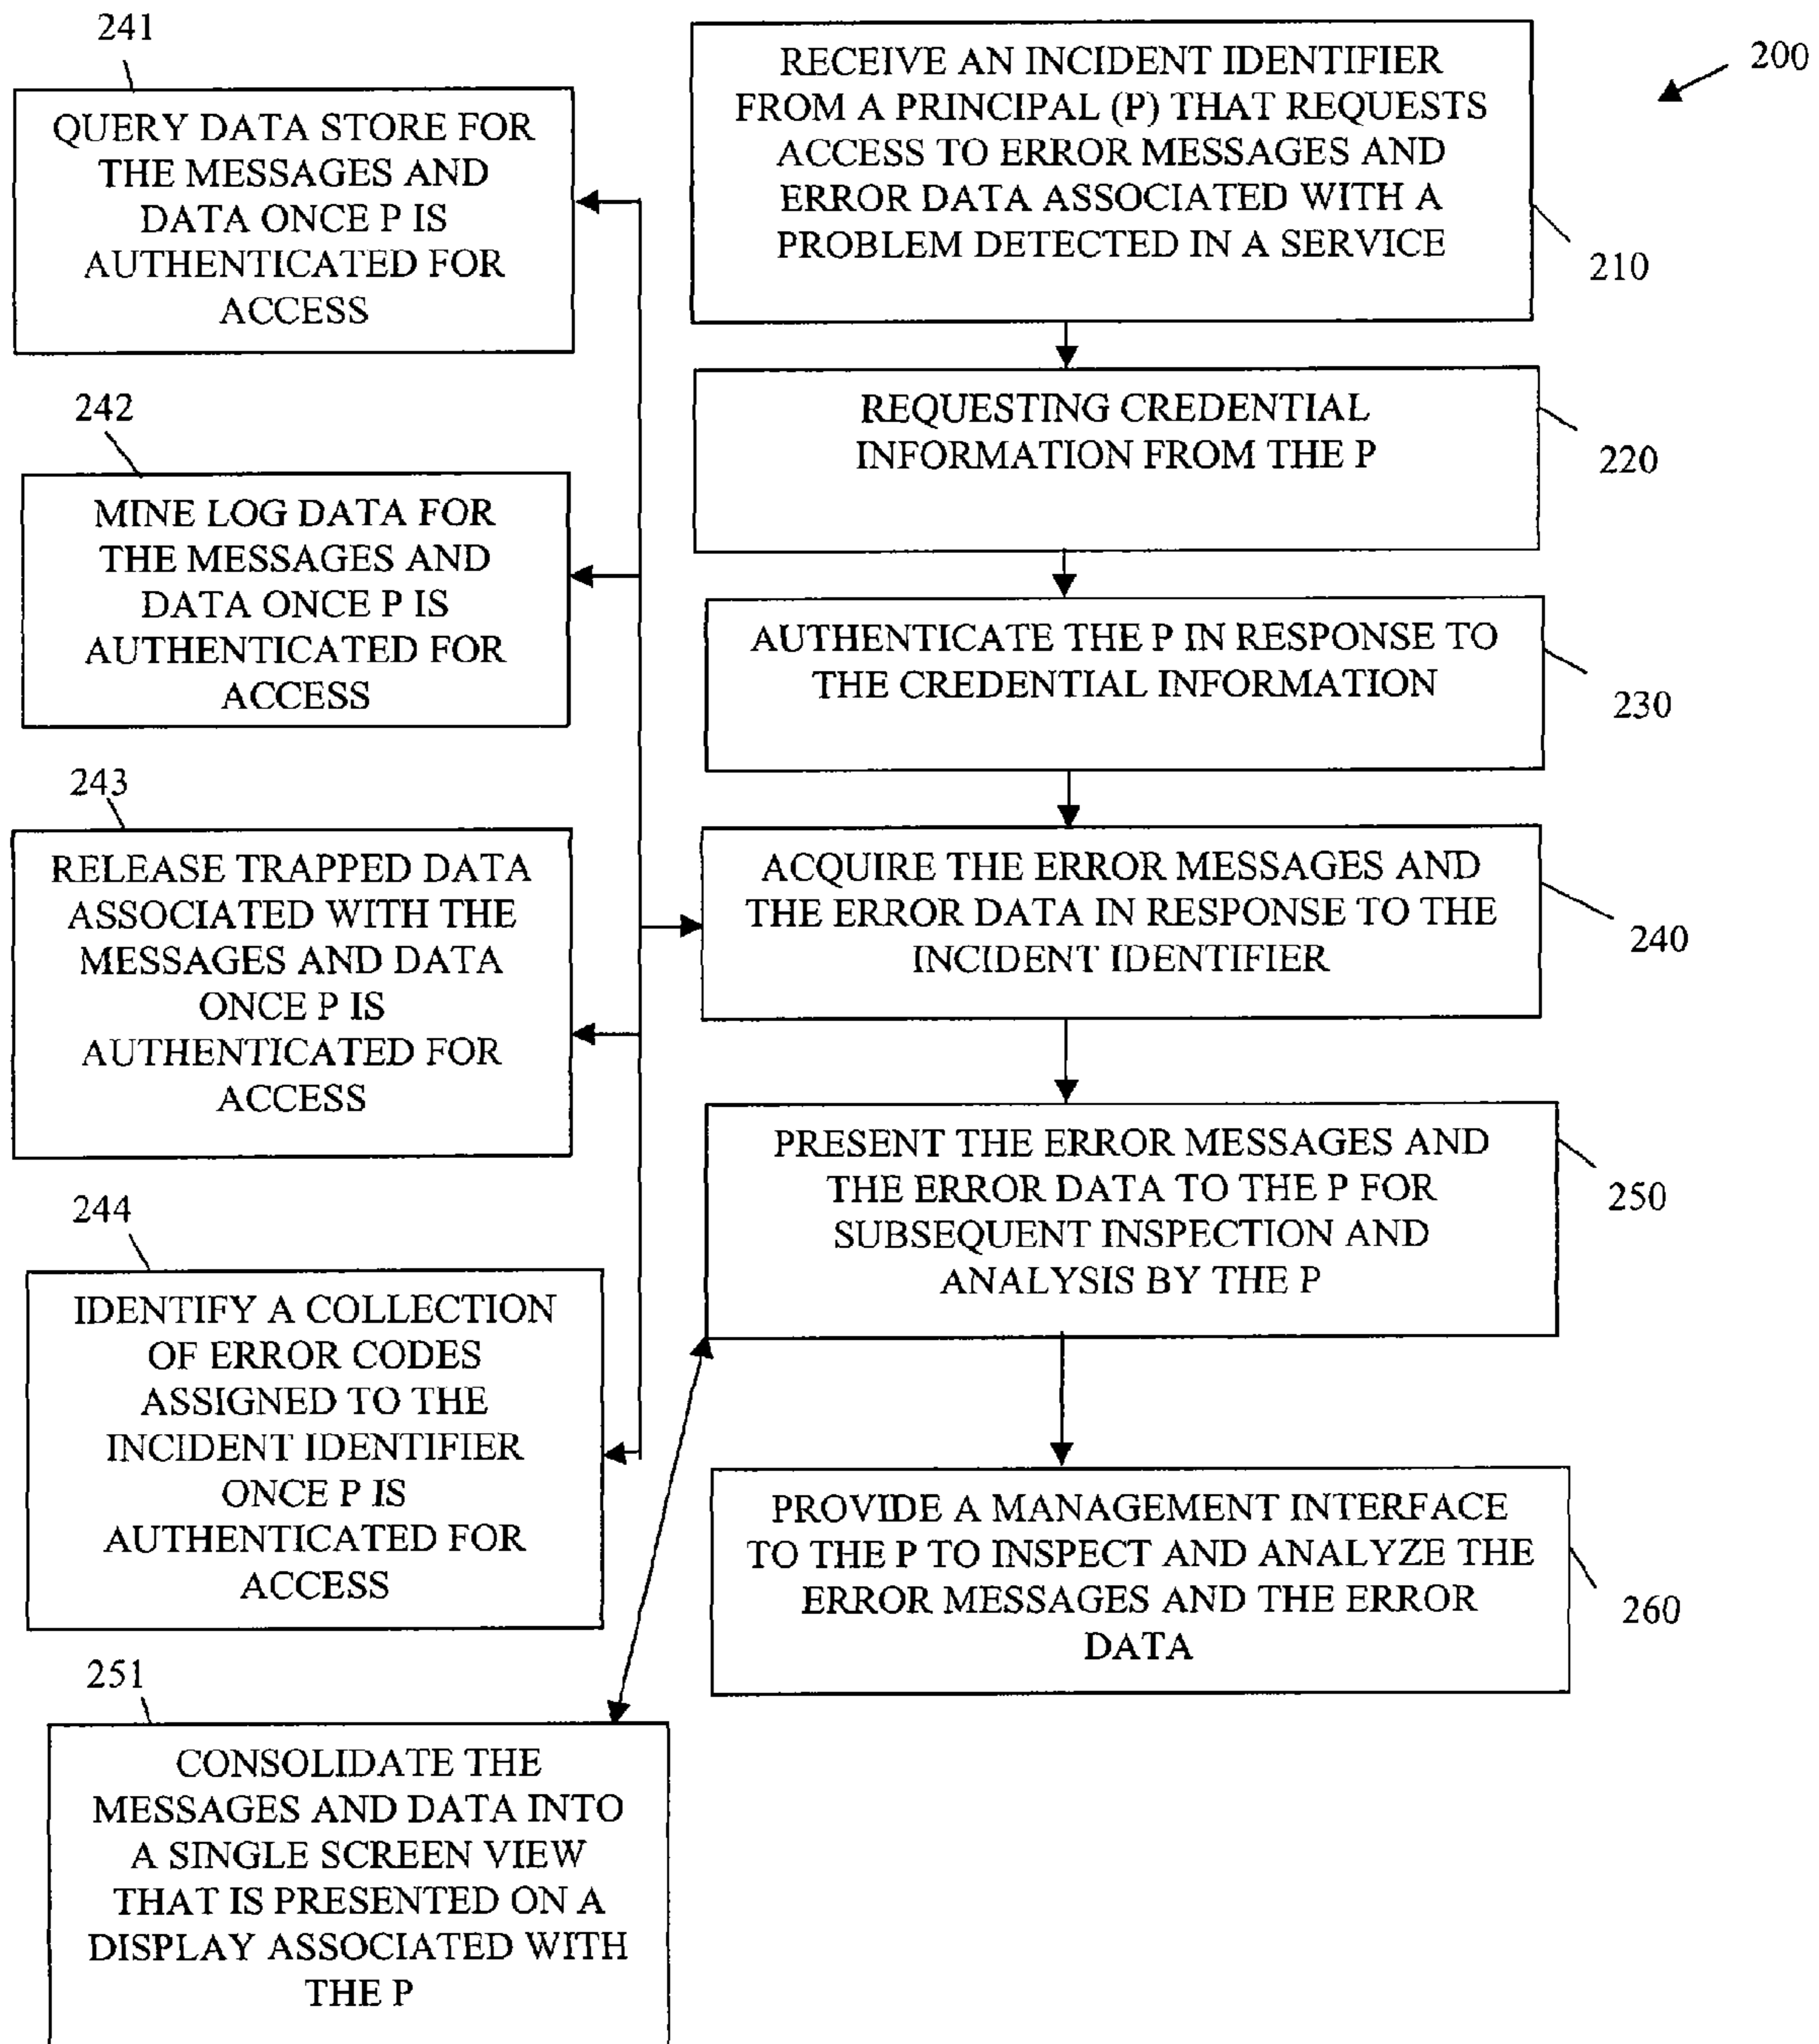 241
QUERY DATA STORE FOR
THE MESSAGES AND
DATA ONCE P IS
AUTHENTICATED FOR
ACCESS
242
MINE LOG DATA FOR
THE MESSAGES AND
DATA ONCE P IS
AUTHENTICATED FOR
ACCESS
243
RELEASE TRAPPED DATA
ASSOCIATED WITH THE
MESSAGES AND DATA
ONCE P IS
AUTHENTICATED FOR
ACCESS
244
IDENTIFY A COLLECTION
OF ERROR CODES
ASSIGNED TO THE
INCIDENT IDENTIFIER
ONCE P IS
AUTHENTICATED FOR
ACCESS
251
CONSOLIDATE THE
MESSAGES AND DATA INTO
A SINGLE SCREEN VIEW
THAT IS PRESENTED ON A
DISPLAY ASSOCIATED WITH
THE P
200
RECEIVE AN INCIDENT IDENTIFIER
FROM A PRINCIPAL (P) THAT REQUESTS
ACCESS TO ERROR MESSAGES AND
ERROR DATA ASSOCIATED WITH A
PROBLEM DETECTED IN A SERVICE
210
REQUESTING CREDENTIAL
INFORMATION FROM THE P
220
AUTHENTICATE THE P IN RESPONSE TO
THE CREDENTIAL INFORMATION
230
ACQUIRE THE ERROR MESSAGES AND
THE ERROR DATA IN RESPONSE TO THE
INCIDENT IDENTIFIER
240
PRESENT THE ERROR MESSAGES AND
THE ERROR DATA TO THE P FOR
SUBSEQUENT INSPECTION AND
ANALYSIS BY THE P
250
PROVIDE A MANAGEMENT INTERFACE
TO THE P TO INSPECT AND ANALYZE THE
ERROR MESSAGES AND THE ERROR
DATA
260